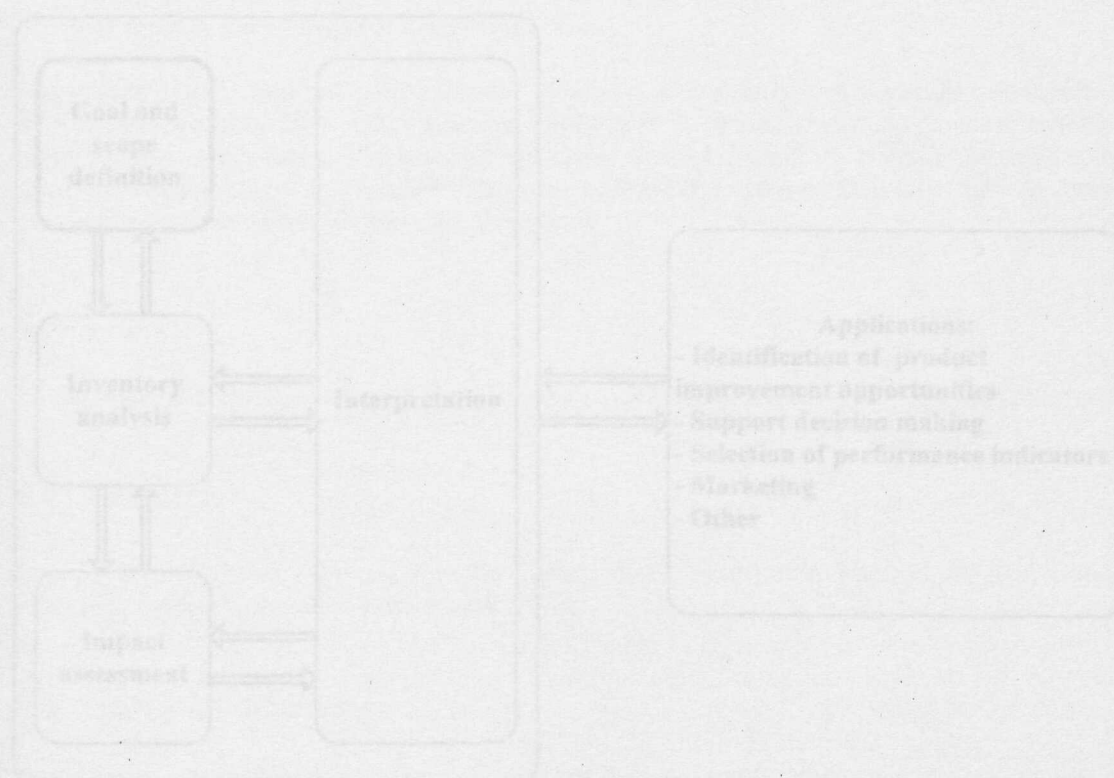 Goal and
scope
definition
Inventory
analysis
Impact
assessment
Interpretation
Applications:
- Identification of product
improvement opportunities
- Support decision making
- Selection of performance indicators
- Marketing
- Other